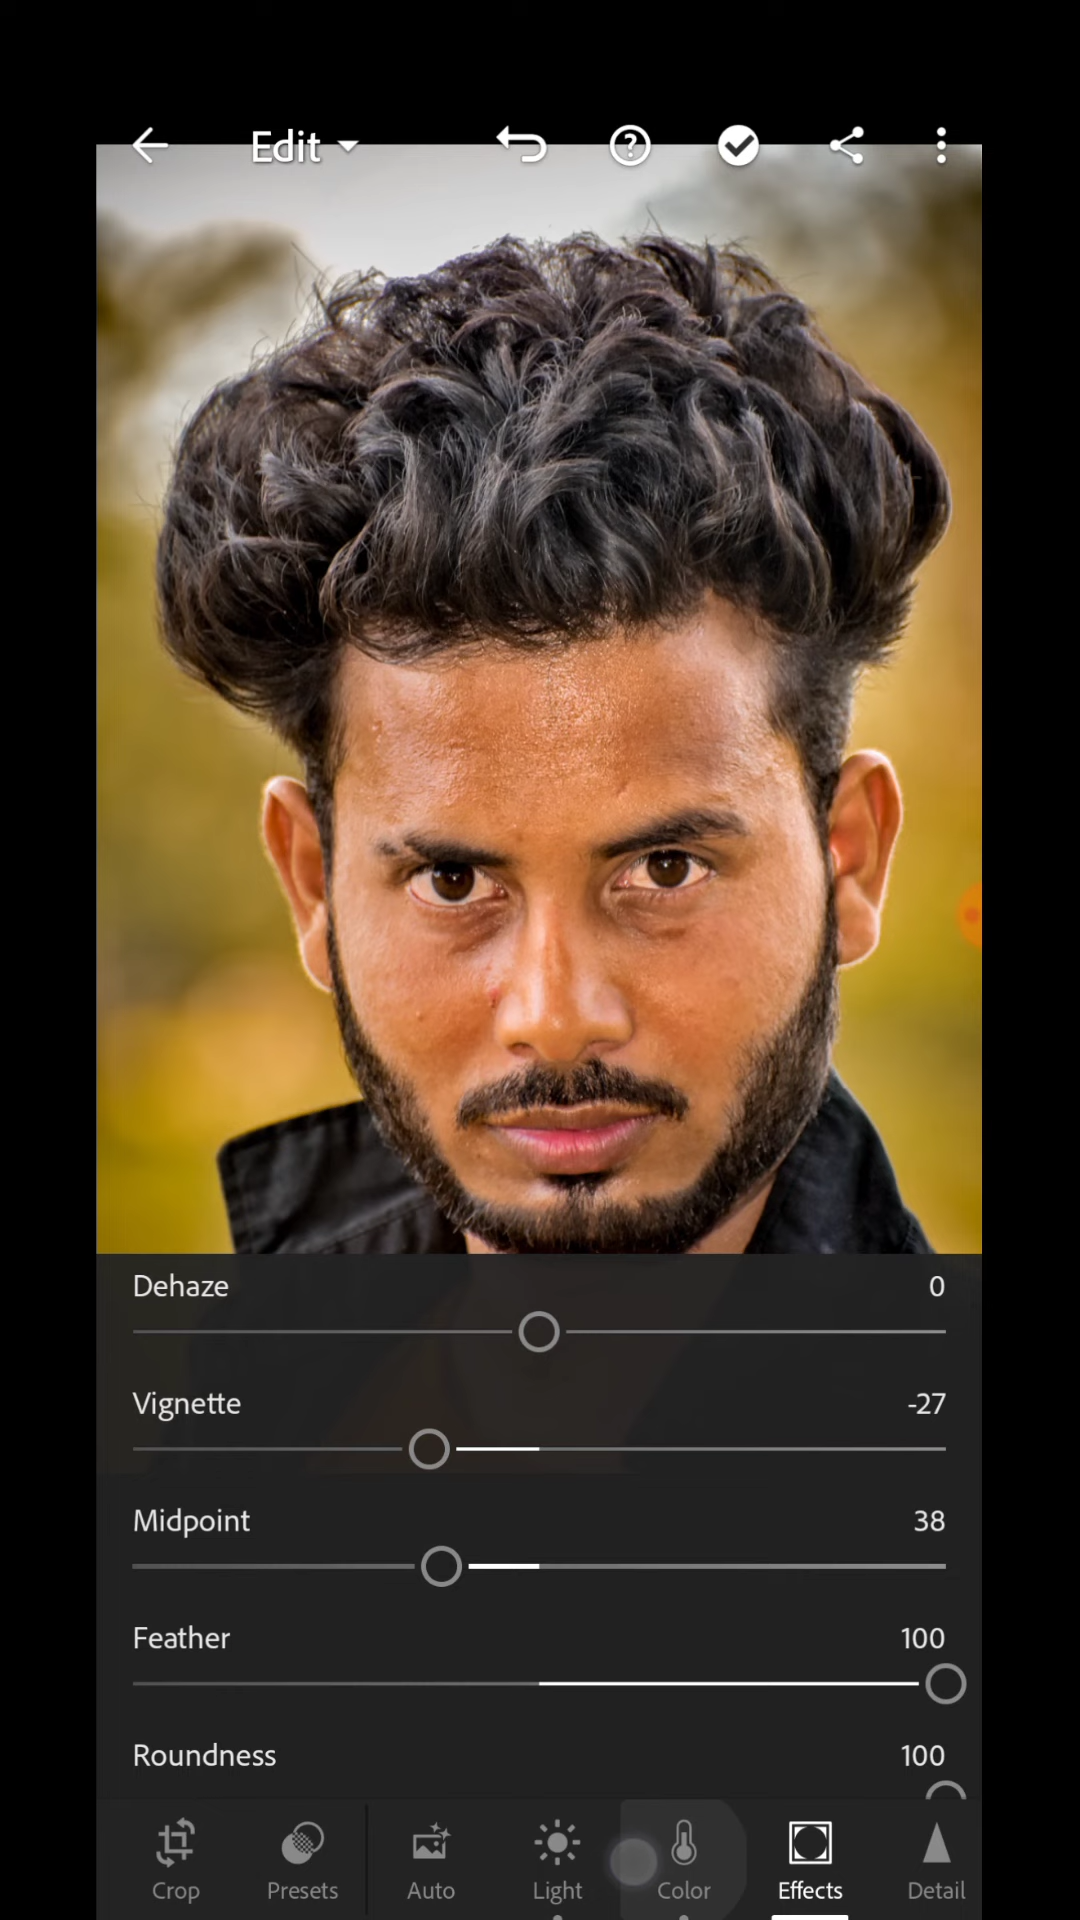 Edit
Dehaze 0
Vignette -27
Midpoint 38
Feather 100
Roundness 100
Crop Presets Auto Light Color Effects Detail